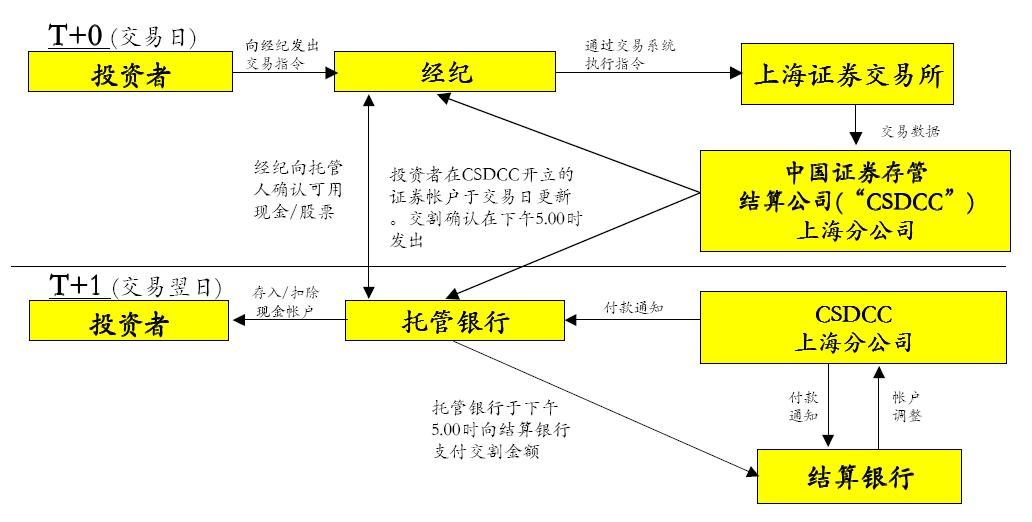 T+0 (交易日)
投资者
向经纪发出
交易指令
经纪
通过交易系统
执行指令
上海证券交易所
交易数据
经纪向托管
人确认可用
现金/股票
投资者在CSDCC开立的
证券帐户于交易日更新
。交割确认在下午5.00时
发出
中国证券存管
结算公司(“CSDCC”)
上海分公司
T+1 (交易翌日)
投资者
存入/扣除
现金帐户
托管银行
付款通知
CSDCC
上海分公司
托管银行于下午
5.00时向结算银行
支付交割金额
付款
通知
帐户
调整
结算银行